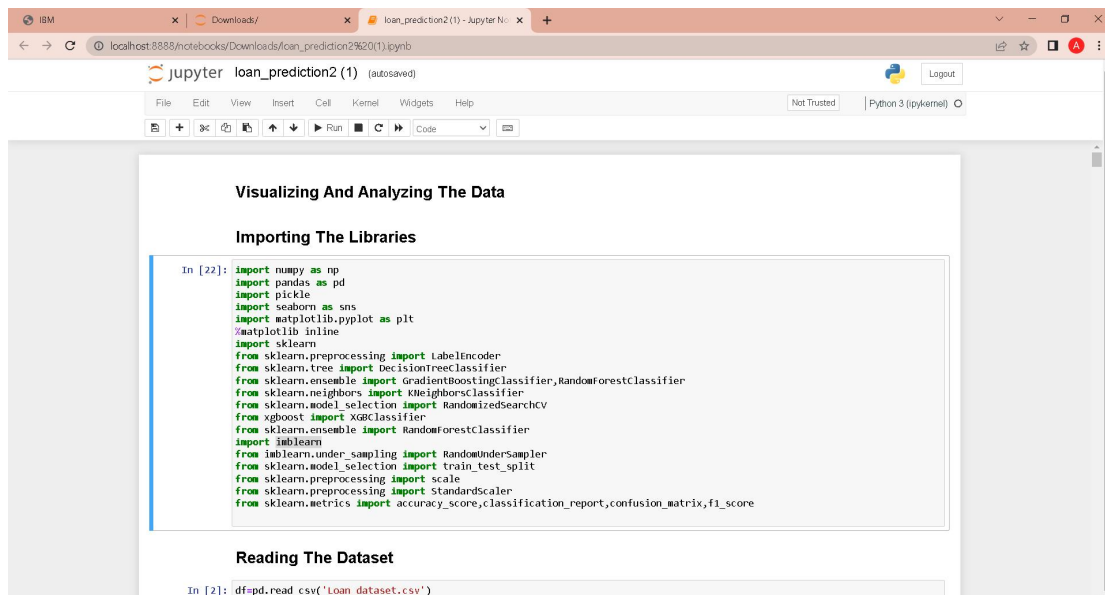 IBM
Downloads/
loan_prediction2 (1) - Jupyter No
localhost:8888/notebooks/Downloads/loan_prediction2%20(1).ipynb
A
jupyter loan_prediction2 (1) (autosaved)
Logout
File Edit View Insert Cell Kernel Widgets Help
Not Trusted
Python 3 (ipykernel)
Run
Code
Visualizing And Analyzing The Data
Importing The Libraries
In [22]: import numpy as np
import pandas as pd
import pickle
import seaborn as sns
import matplotlib.pyplot as plt
%matplotlib inline
import sklearn
from sklearn.preprocessing import LabelEncoder
from sklearn.tree import DecisionTreeClassifier
from sklearn.ensemble import GradientBoostingClassifier,RandomForestClassifier
from sklearn.neighbors import KNeighborsClassifier
from sklearn.model_selection import RandomizedSearchCV
from xgboost import XGBClassifier
from sklearn.ensemble import RandomForestClassifier
import imblearn
from imblearn.under_sampling import RandomUnderSampler
from sklearn.model_selection import train_test_split
from sklearn.preprocessing import scale
from sklearn.preprocessing import StandardScaler
from sklearn.metrics import accuracy_score,classification_report,confusion_matrix,f1_score
Reading The Dataset
In [2]: df=pd.read_csv('Loan_dataset.csv')